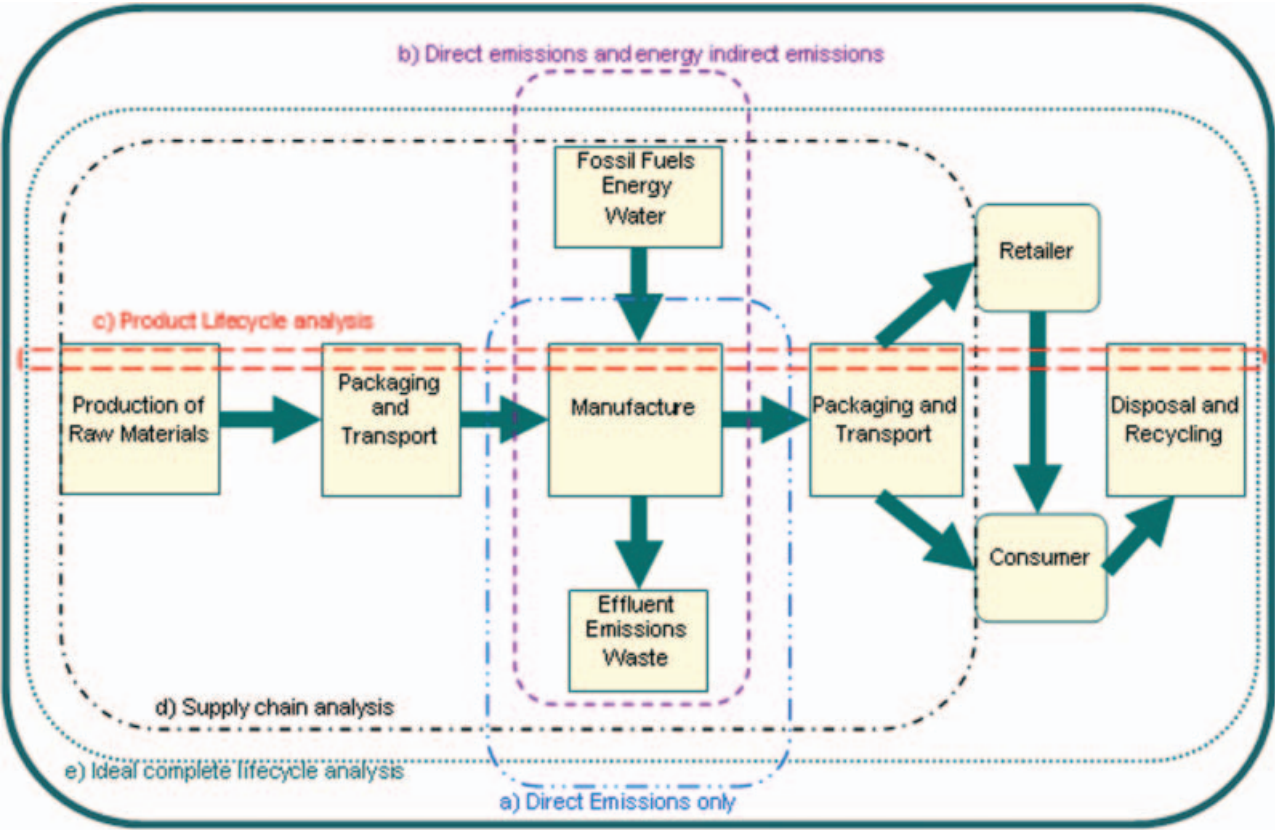 b) Direct emissions and energy indirect emissions
Fossil Fuels
Energy
Water
Retailer
c) Product Lifecycle analysis
Production of
Raw Materials
Packaging
and
Transport
Manufacture
Packaging and
Transport
Disposal and
Recycling
Consumer
Effluent
Emissions
Waste
d) Supply chain analysis
e) Ideal complete lifecycle analysis
a) Direct Emissions only